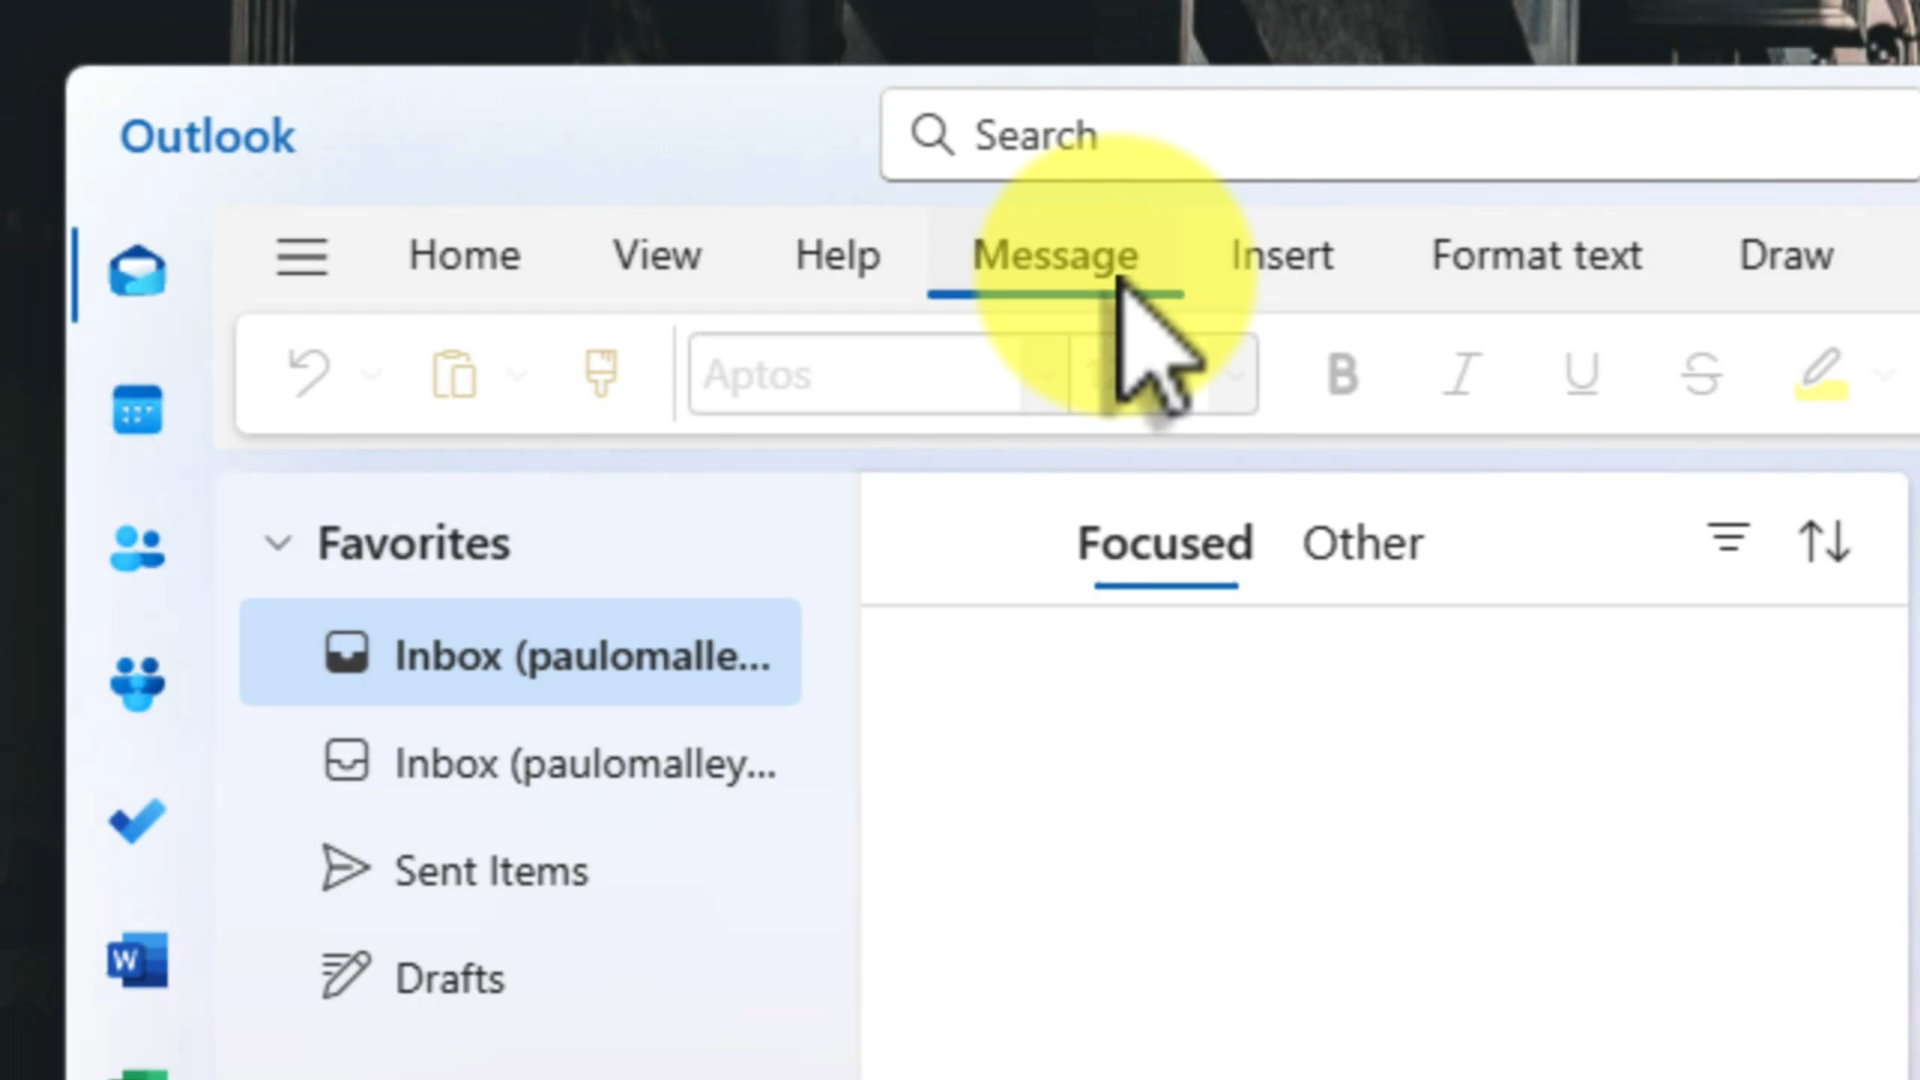 Outlook
Search
Home View Help Message Insert Format text Draw
Aptos
B I U S
Favorites
Focused Other
Inbox (paulomalle...
Inbox (paulomalley...
Sent Items
Drafts
W